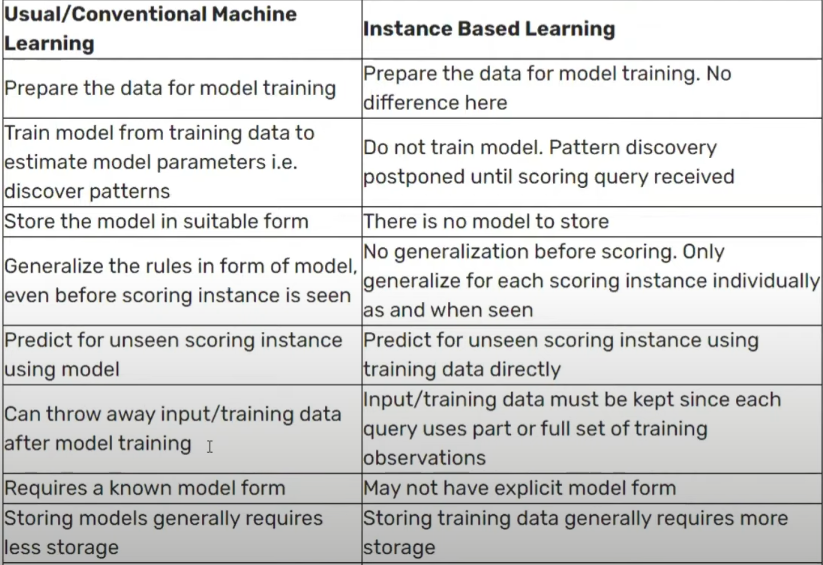 Usual/Conventional Machine
Learning
Instance Based Learning
Prepare the data for model training
Prepare the data for model training. No
difference here
Train model from training data to
estimate model parameters i.e.
discover patterns
Do not train model. Pattern discovery
postponed until scoring query received
Store the model in suitable form
There is no model to store
Generalize the rules in form of model,
even before scoring instance is seen
No generalization before scoring. Only
generalize for each scoring instance individually
as and when seen
Predict for unseen scoring instance
using model
Predict for unseen scoring instance using
training data directly
Can throw away input/training data
after model training
Input/training data must be kept since each
query uses part or full set of training
observations
Requires a known model form
May not have explicit model form
Storing models generally requires
less storage
Storing training data generally requires more
storage